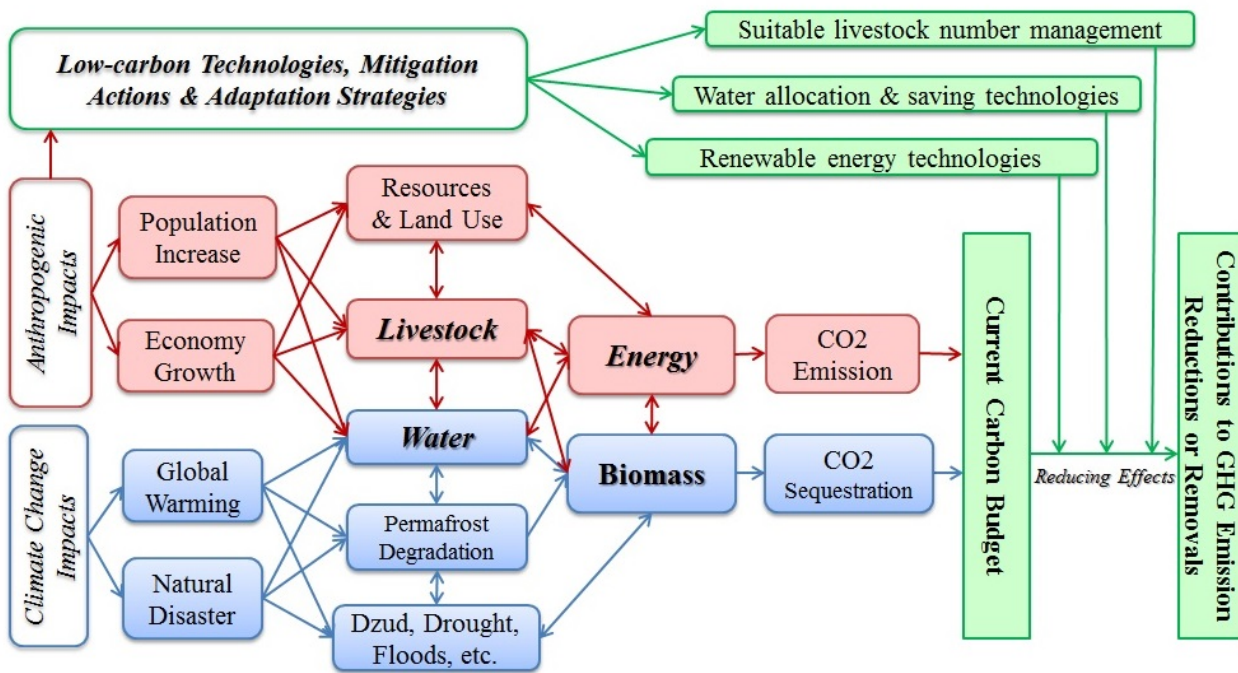 Low-carbon Technologies, Mitigation
Actions & Adaptation Strategies
Suitable livestock number management
Water allocation & saving technologies
Renewable energy technologies
Anthropogenic
Impacts
Population
Increase
Economy
Growth
Resources
& Land Use
Livestock
Water
Energy
CO2
Emission
Climate Change
Impacts
Global
Warming
Natural
Disaster
Permafrost
Degradation
Dzud, Drought,
Floods, etc.
Biomass
CO2
Sequestration
Current Carbon Budget
Reducing Effects
Contributions to GHG Emission
Reductions or Removals